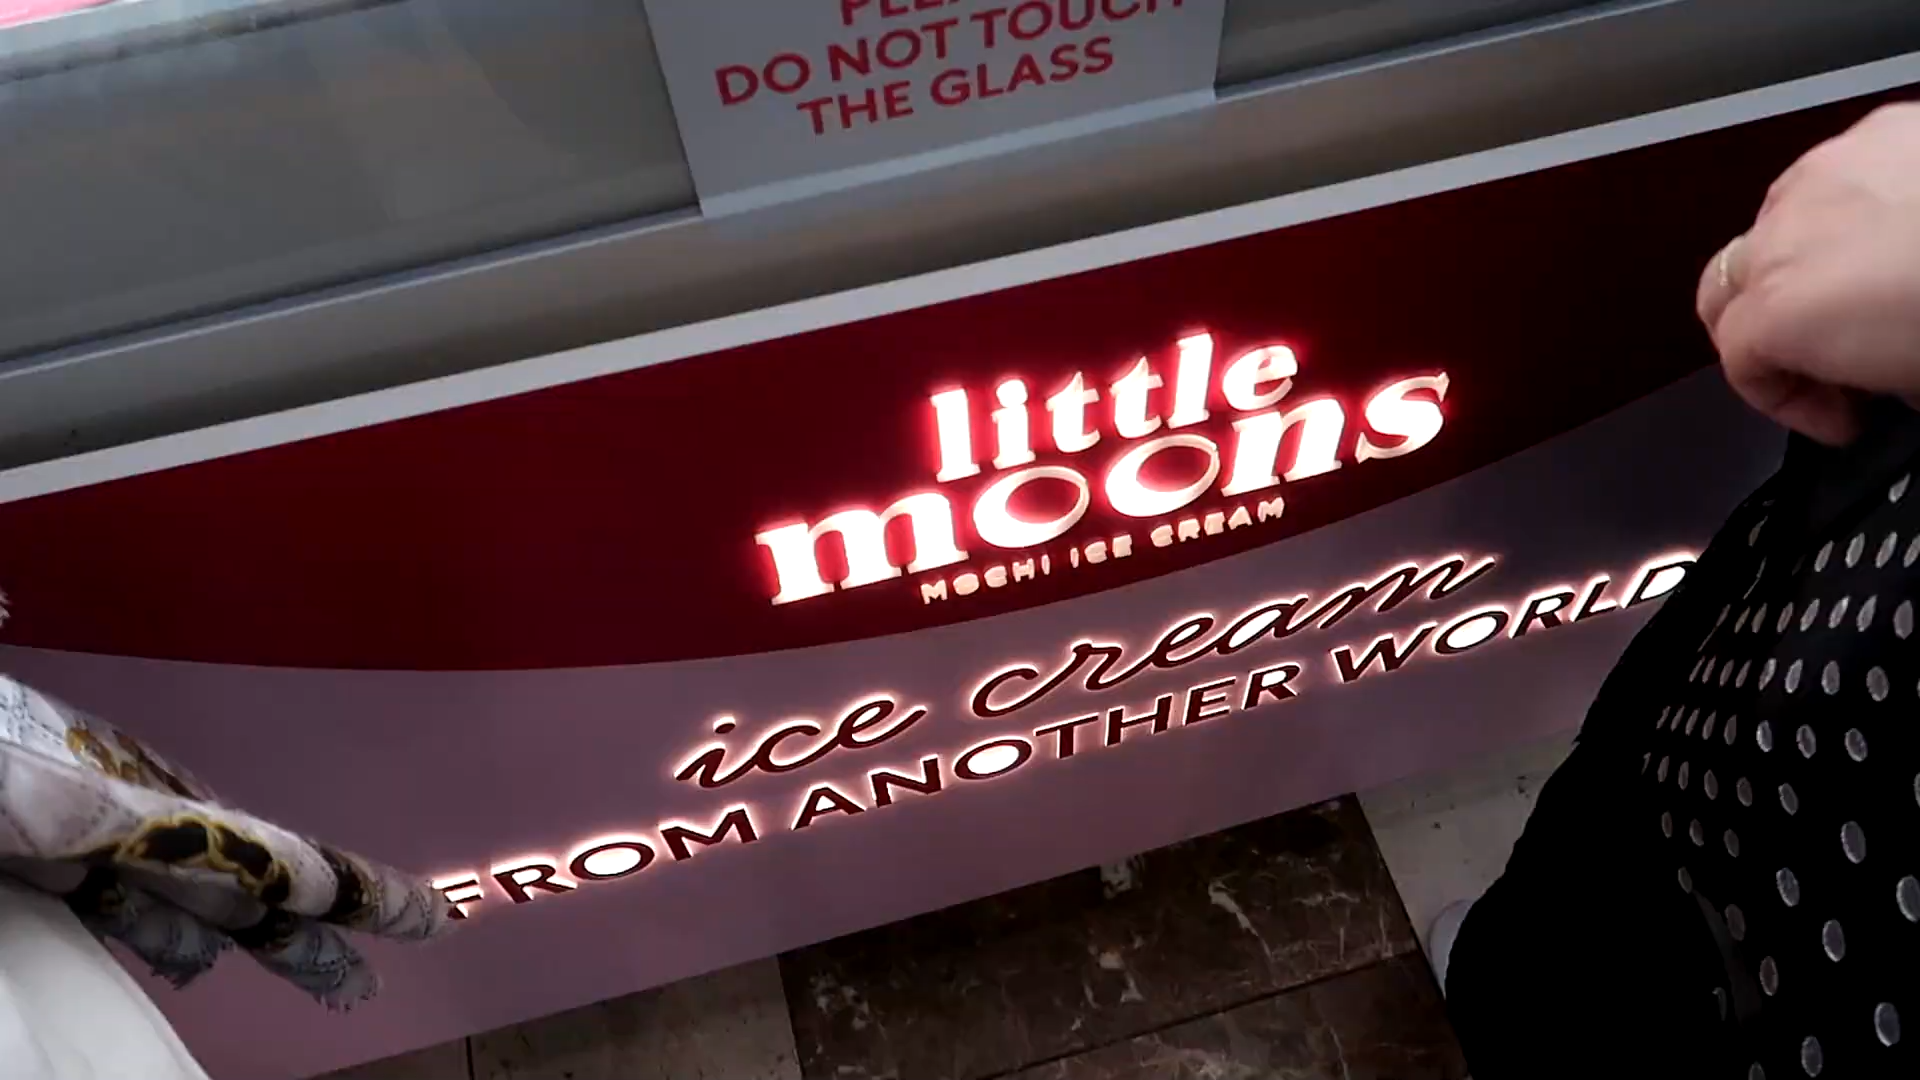 DO NOT TOUCH
THE GLASS
little
moons
MOCHI ICE CREAM
ice cream
FROM ANOTHER WORLD